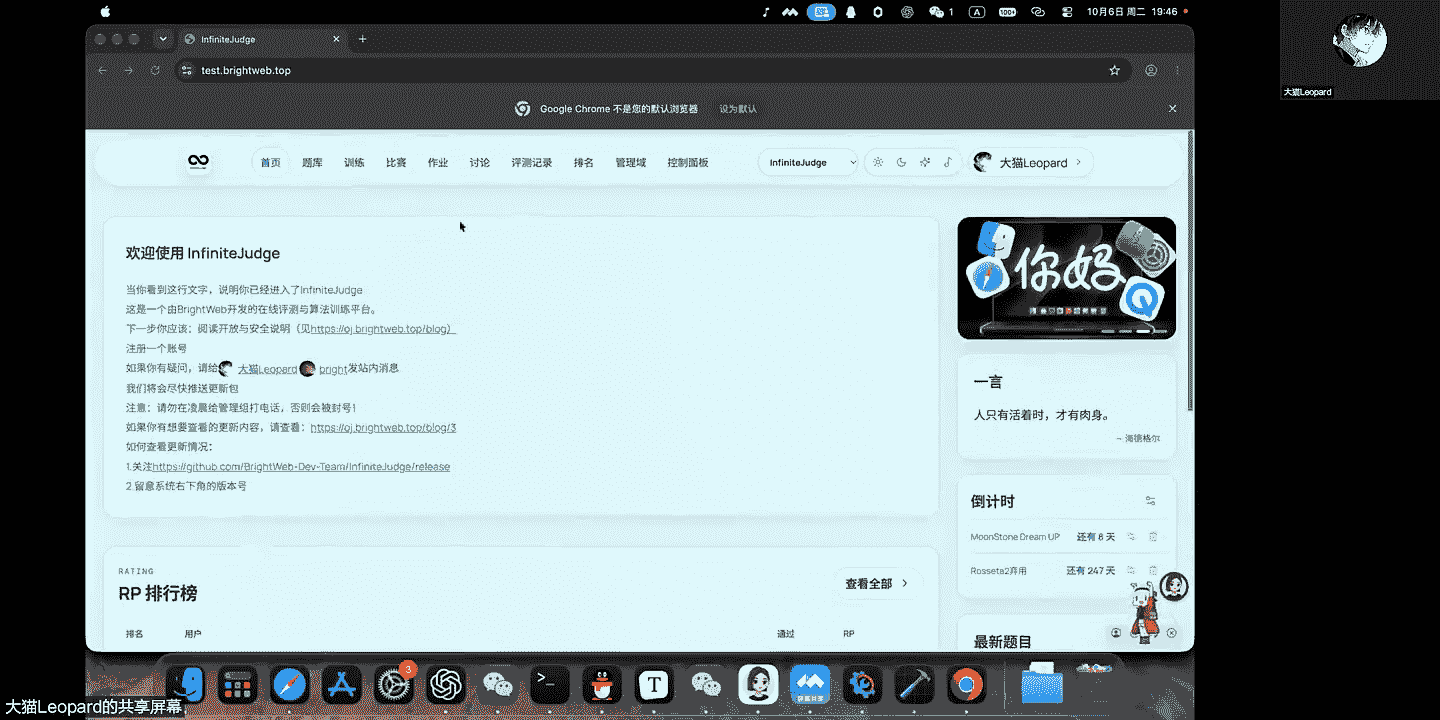 1
A
100+
10月6日 周二 19:46
InfiniteJudge
test.brightweb.top
Google Chrome 不是您的默认浏览器 设为默认
首页 题库 训练 比赛 作业 讨论 评测记录 排名 管理域 控制面板
InfiniteJudge
大猫Leopard
大猫Leopard
欢迎使用 InfiniteJudge
当你看到这行文字，说明你已经进入了InfiniteJudge
这是一个由BrightWeb开发的在线评测与算法训练平台。
下一步你应该：阅读开放与安全说明（见https://oj.brightweb.top/blog）
注册一个账号
如果你有疑问，请给 大猫Leopard bright发站内消息
我们将会尽快推送更新包
注意：请勿在凌晨给管理组打电话，否则会被封号！
如果你有想要查看的更新内容，请查看：https://oj.brightweb.top/blog/3
如何查看更新情况：
1.关注https://github.com/BrightWeb-Dev-Team/InfiniteJudge/release
2.留意系统右下角的版本号
你好
一言
人只有活着时，才有肉身。
- 海德格尔
倒计时
MoonStone Dream UP 还有 8 天
Rosseta2弃用 还有 247 天
最新题目
RATING
RP 排行榜
查看全部
排名 用户 通过 RP
3
T
大猫Leopard的共享屏幕